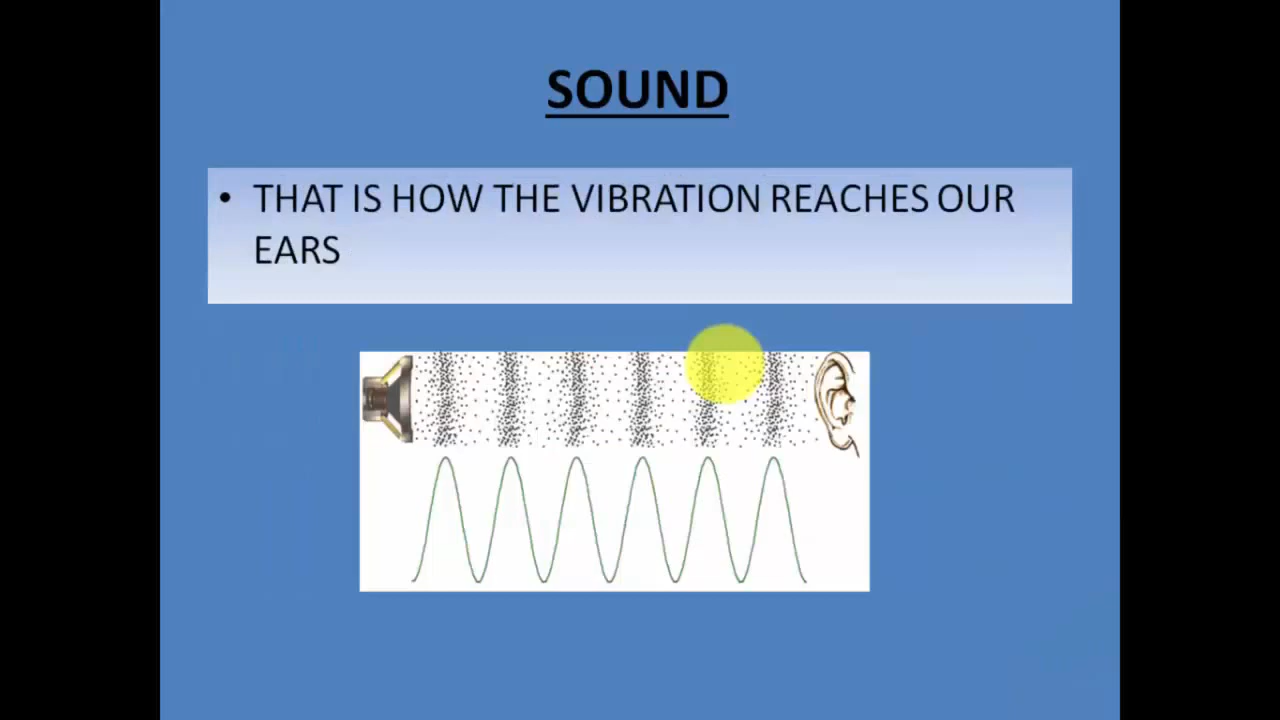 SOUND
• THAT IS HOW THE VIBRATION REACHES OUR
EARS